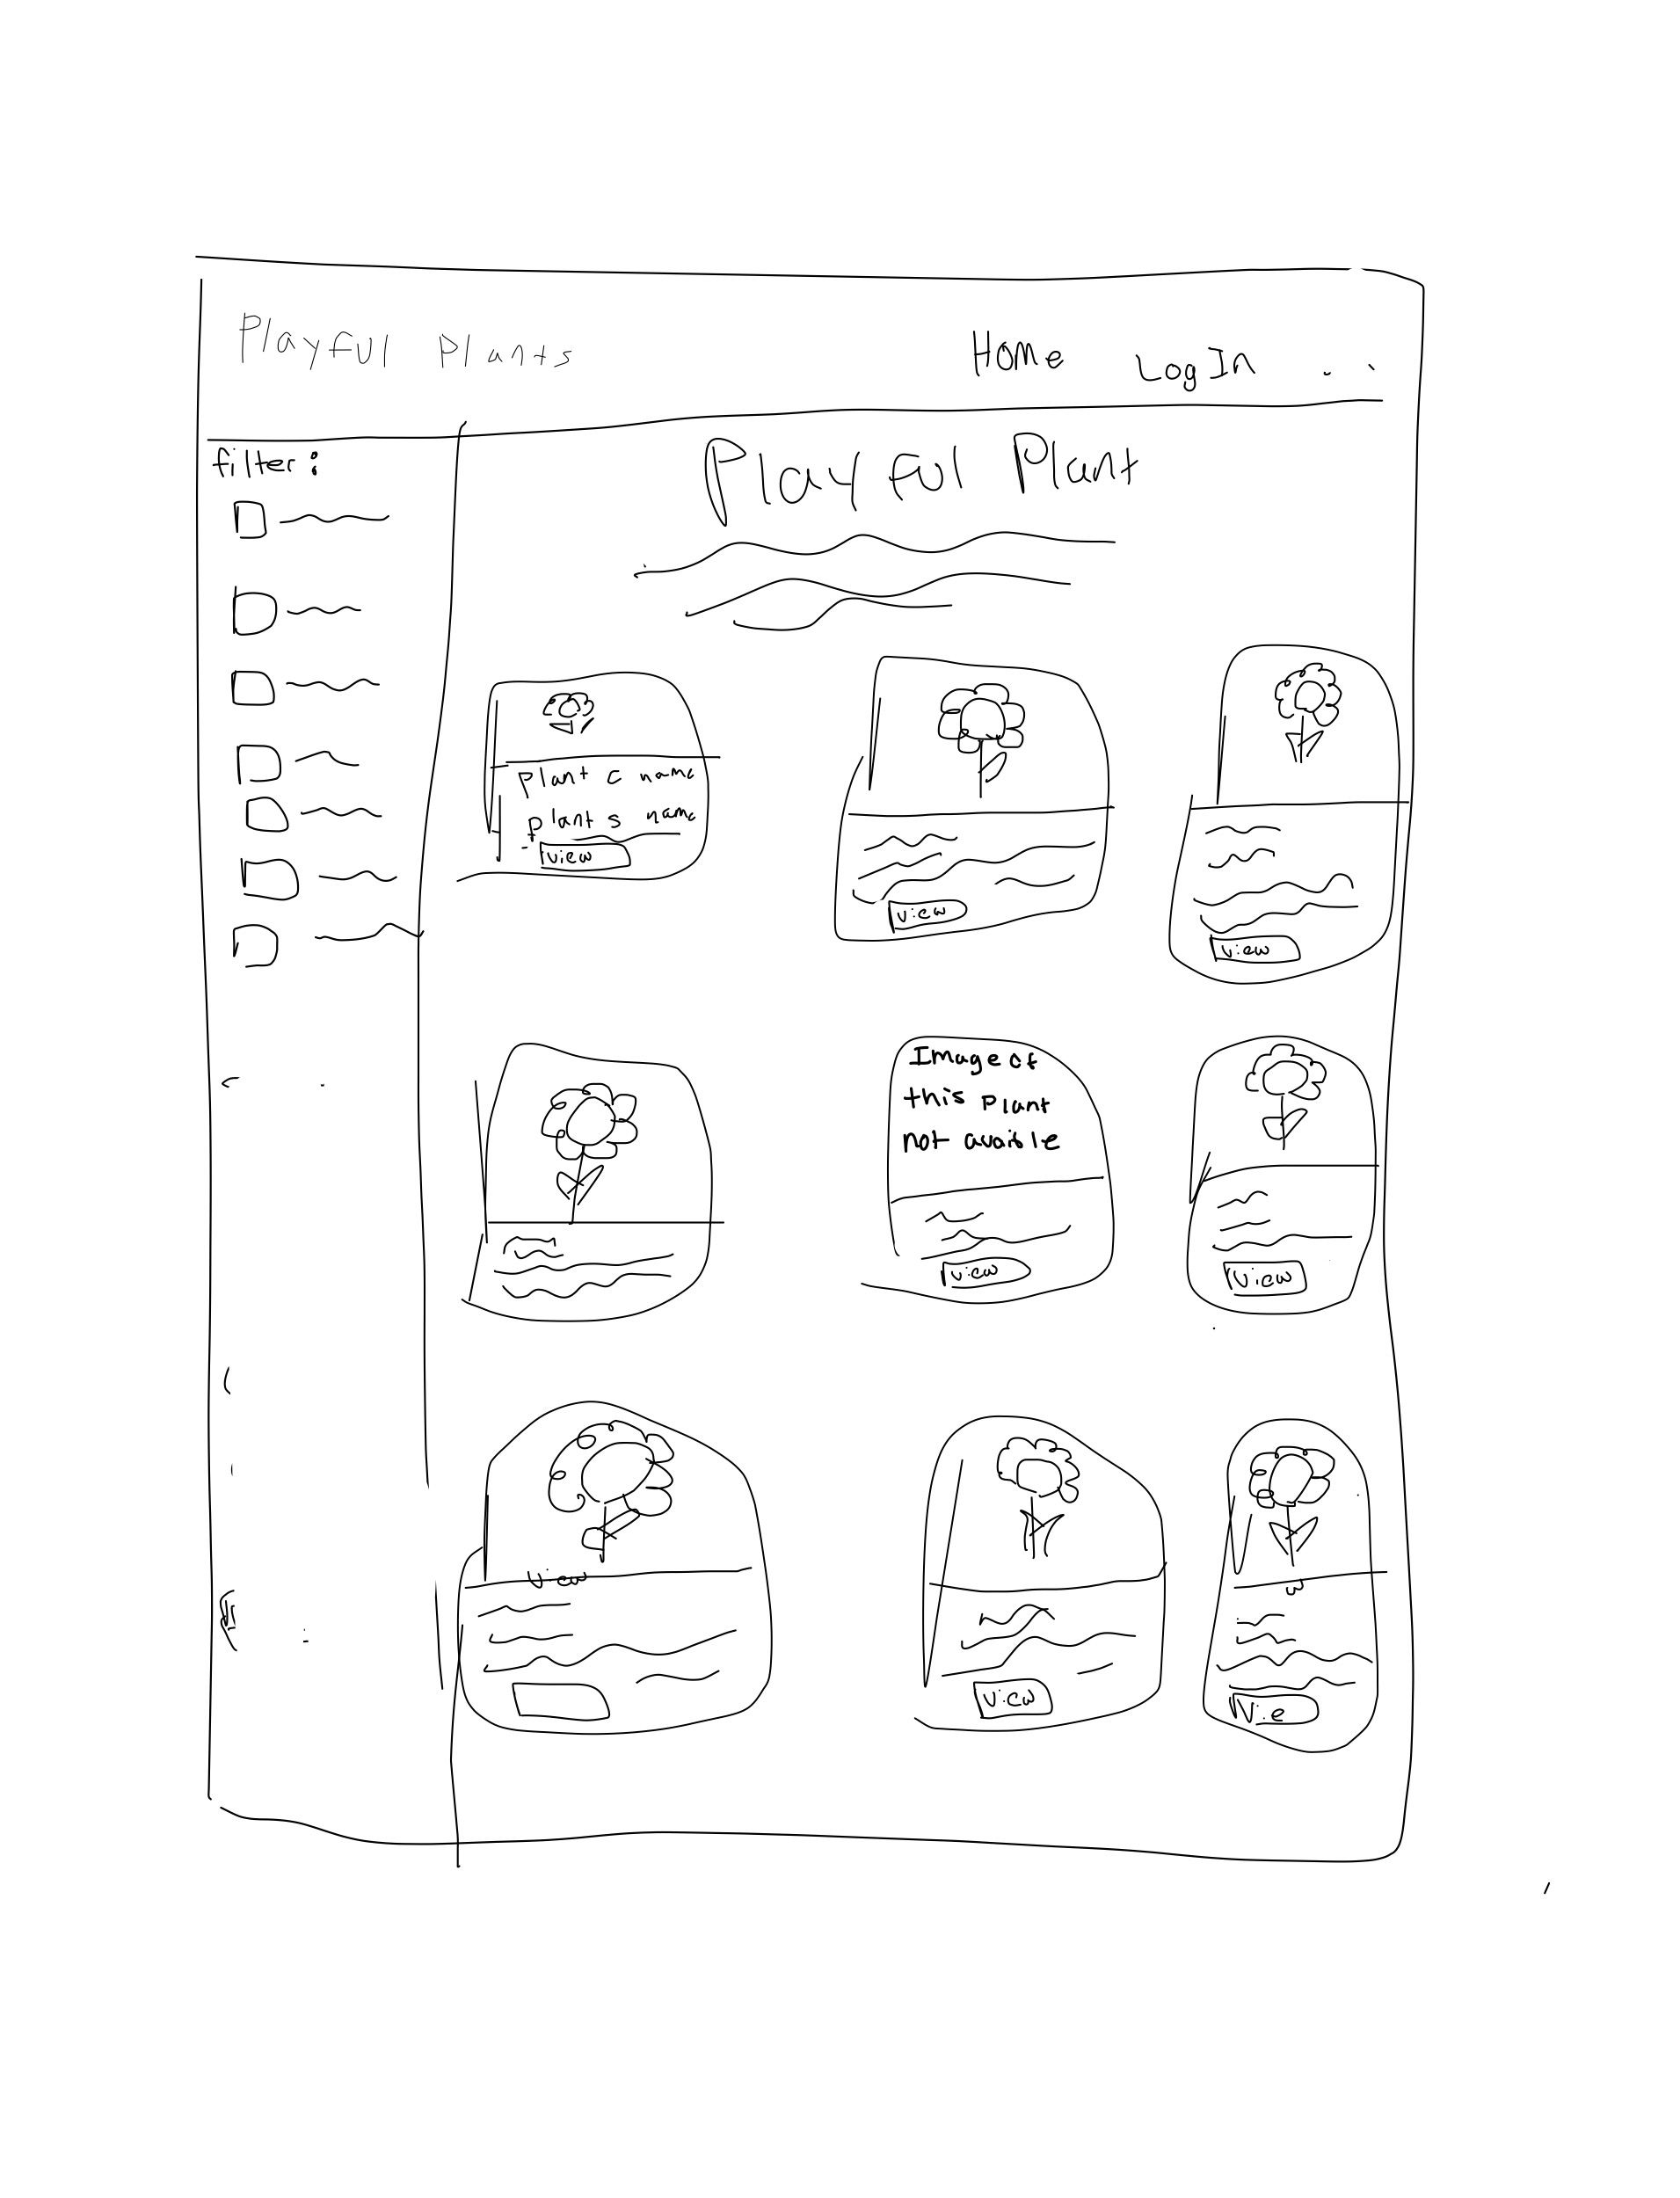 Playful Plants
Home
Log In
filter:
Playful Plant
Plant c name
plant s name
view
view
view
Image of
this plant
not avaible
view
view
view
view
Vie